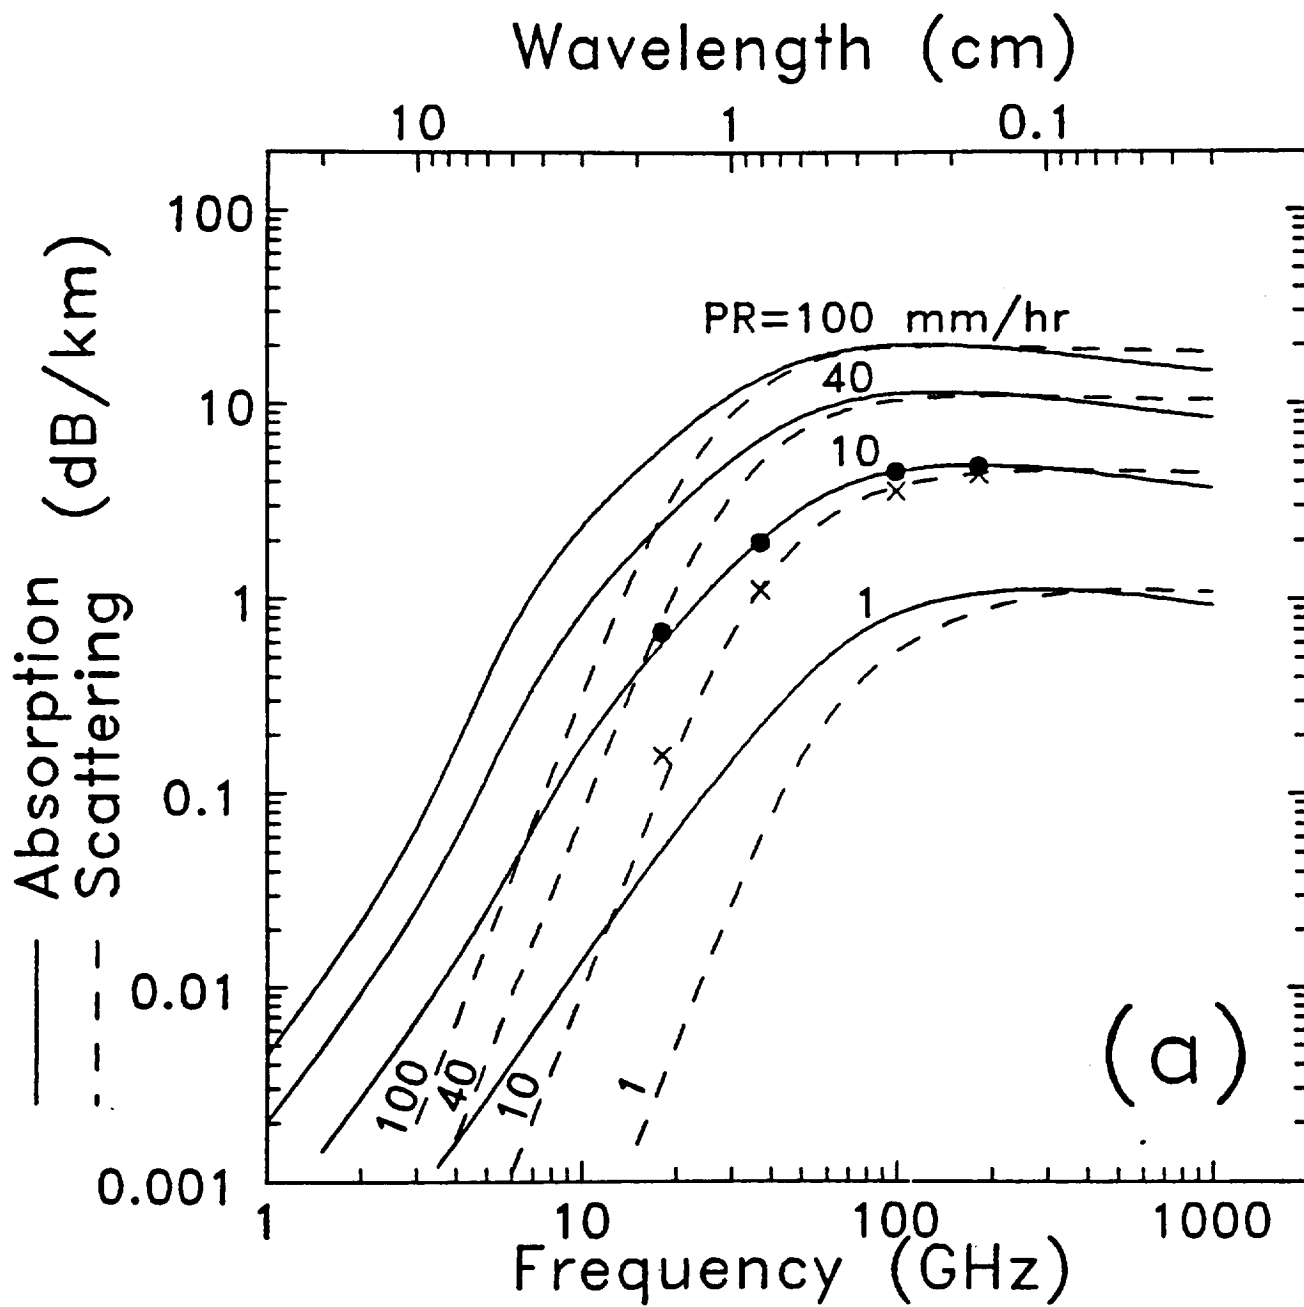 Wavelength (cm)
10 1 0.1
100
10
1
0.1
0.01
0.001
Absorption (dB/km)
Scattering
PR=100 mm/hr
40
10
1
100
40
10
1
(a)
1 10 100 1000
Frequency (GHz)